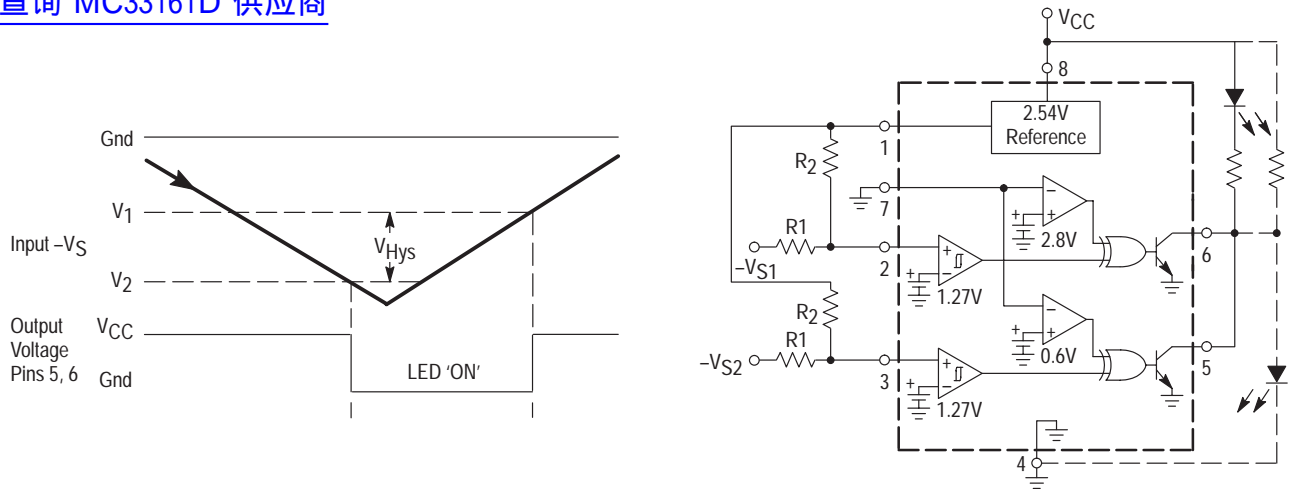 查询 MC33161D 供应商
Gnd
V1
Input –VS
VHys
V2
Output
Voltage
Pins 5, 6
VCC
Gnd
LED ‘ON’
VCC
8
2.54V
Reference
1
R2
7
R1
–VS1
2
+
–
1.27V
–
+
2.8V
6
R2
R1
–VS2
3
+
–
1.27V
–
+
0.6V
5
4